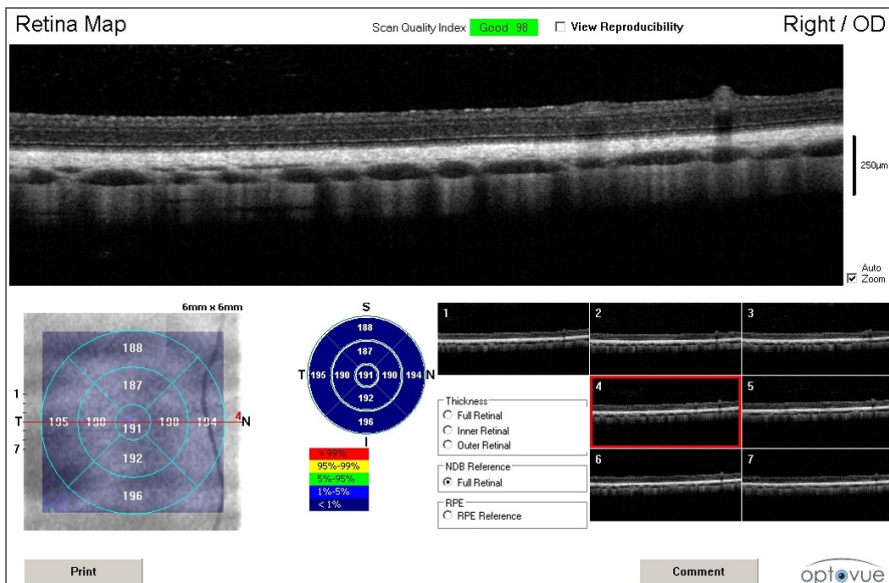 Retina Map
Scan Quality Index Good 98 View Reproducibility
Right / OD
250µm
Auto Zoom
6mm x 6mm
188
187
1
T 195 190 191 190 194 4 N
7
192
196
S
188
187
T 195 190 191 190 194 N
192
196
I
> 99%
95%-99%
5%-95%
1%-5%
< 1%
Thickness
Full Retinal
Inner Retinal
Outer Retinal
NDB Reference
Full Retinal
RPE
RPE Reference
1 2 3
4 5
6 7
Print
Comment
optovue